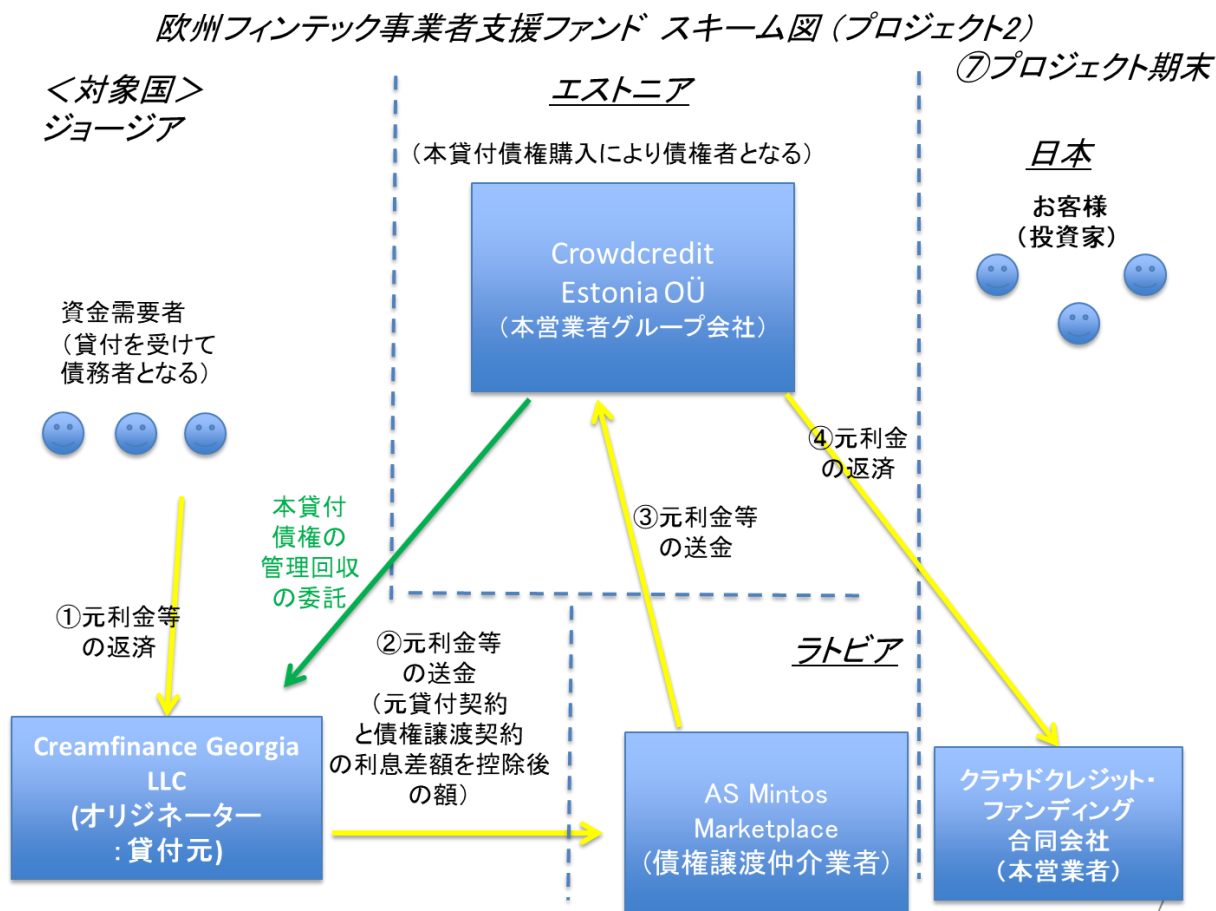 欧州フィンテック事業者支援ファンド スキーム図（プロジェクト2）
⑦プロジェクト期末
＜対象国＞
ジョージア
エストニア
（本貸付債権購入により債権者となる）
日本
お客様
（投資家）
Crowdcredit
Estonia OÜ
（本営業者グループ会社）
資金需要者
（貸付を受けて
債務者となる）
④元利金
の返済
本貸付
債権の
管理回収
の委託
③元利金等
の送金
①元利金等
の返済
②元利金等
の送金
（元貸付契約
と債権譲渡契約
の利息差額を控除後
の額）
ラトビア
Creamfinance Georgia
LLC
(オリジネーター
：貸付元)
AS Mintos
Marketplace
（債権譲渡仲介業者）
クラウドクレジット・
ファンディング
合同会社
（本営業者）